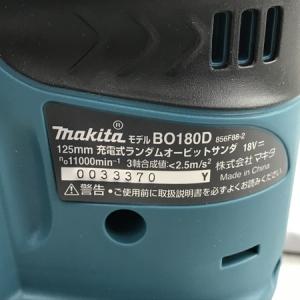 makita® モデル BO180D 856F88-2
125mm 充電式ランダムオービットサンダ 18V⎓
n₀11000min⁻¹ 3軸合成値:<2.5m/s² 株式会社マキタ
0033370 Y Made in China
⚠警告・ご使用前に取扱説明書を必ずよくお読みください。